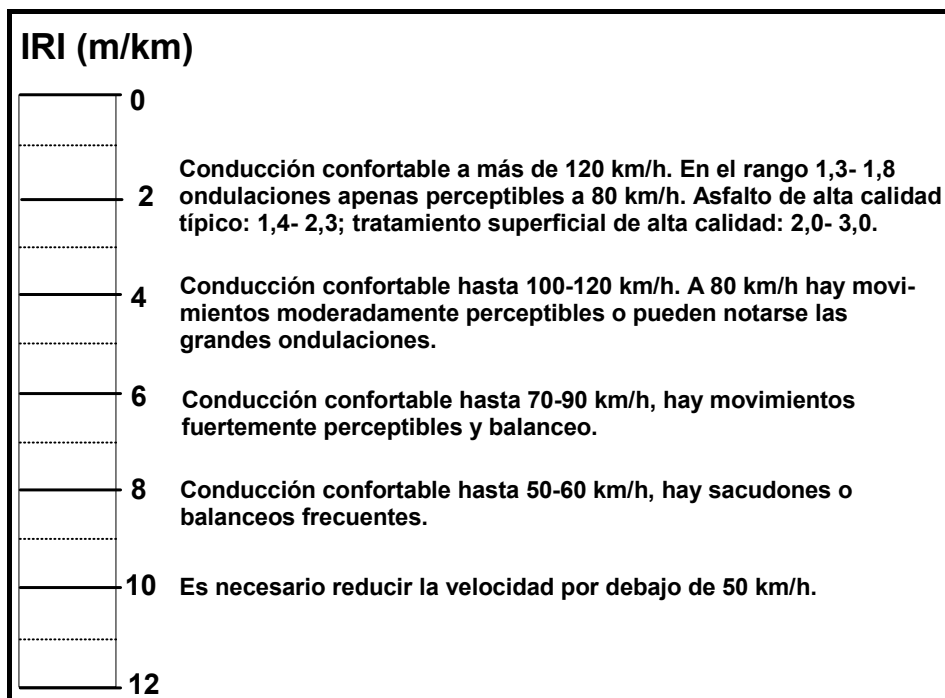 IRI (m/km)
0
Conducción confortable a más de 120 km/h. En el rango 1,3- 1,8
2 ondulaciones apenas perceptibles a 80 km/h. Asfalto de alta calidad
típico: 1,4- 2,3; tratamiento superficial de alta calidad: 2,0- 3,0.
4 Conducción confortable hasta 100-120 km/h. A 80 km/h hay movi-
mientos moderadamente perceptibles o pueden notarse las
grandes ondulaciones.
6 Conducción confortable hasta 70-90 km/h, hay movimientos
fuertemente perceptibles y balanceo.
8 Conducción confortable hasta 50-60 km/h, hay sacudones o
balanceos frecuentes.
10 Es necesario reducir la velocidad por debajo de 50 km/h.
12